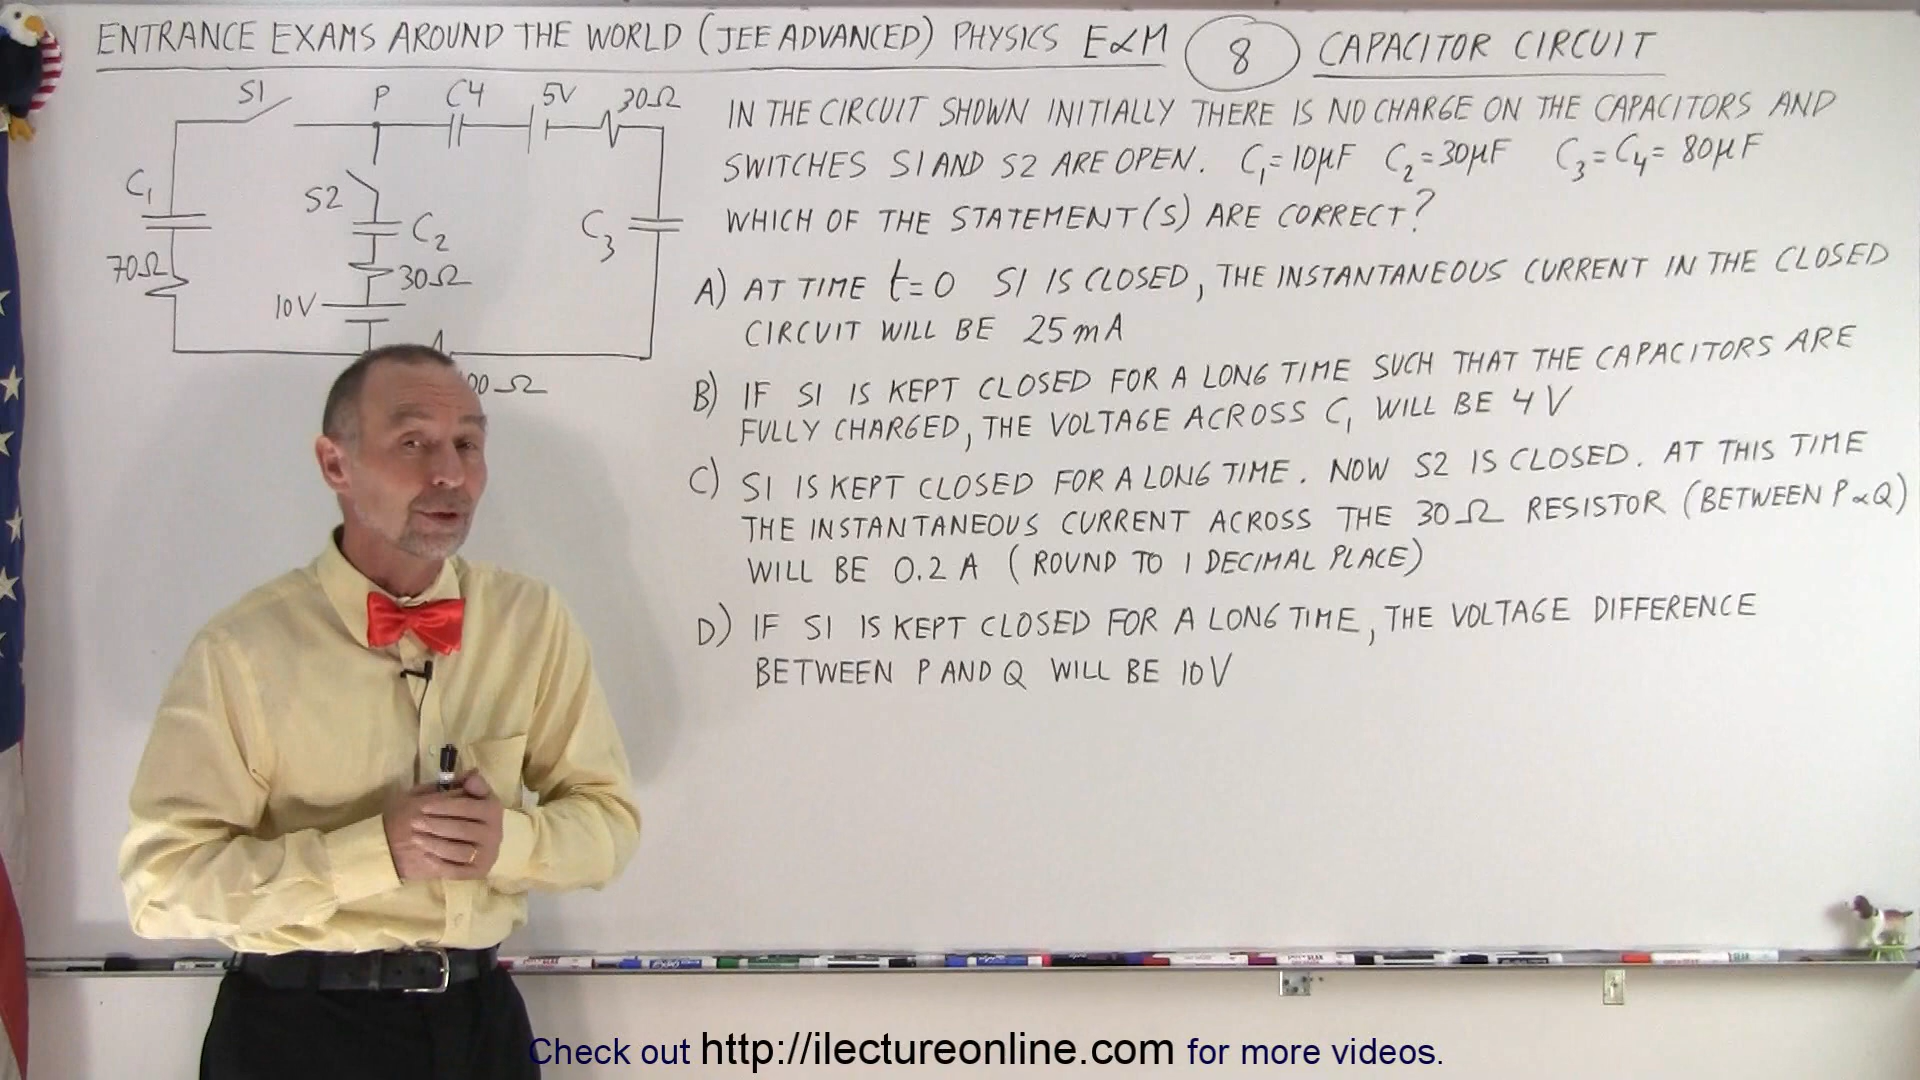 ENTRANCE EXAMS AROUND THE WORLD (JEE ADVANCED) PHYSICS E∝M 8 CAPACITOR CIRCUIT
S1 P C4 5V 30Ω
C₁ S2 C₂ C₃
70Ω 30Ω
10V
00Ω
IN THE CIRCUIT SHOWN INITIALLY THERE IS NO CHARGE ON THE CAPACITORS AND
SWITCHES S1 AND S2 ARE OPEN. C₁=10μF C₂=30μF C₃=C₄=80μF
WHICH OF THE STATEMENT(S) ARE CORRECT?
A) AT TIME t=0 S1 IS CLOSED, THE INSTANTANEOUS CURRENT IN THE CLOSED
CIRCUIT WILL BE 25mA
B) IF S1 IS KEPT CLOSED FOR A LONG TIME SUCH THAT THE CAPACITORS ARE
FULLY CHARGED, THE VOLTAGE ACROSS C₁ WILL BE 4V
C) S1 IS KEPT CLOSED FOR A LONG TIME. NOW S2 IS CLOSED. AT THIS TIME
THE INSTANTANEOUS CURRENT ACROSS THE 30Ω RESISTOR (BETWEEN P∝Q)
WILL BE 0.2A (ROUND TO 1 DECIMAL PLACE)
D) IF S1 IS KEPT CLOSED FOR A LONG TIME, THE VOLTAGE DIFFERENCE
BETWEEN P AND Q WILL BE 10V
Check out http://ilectureonline.com for more videos.